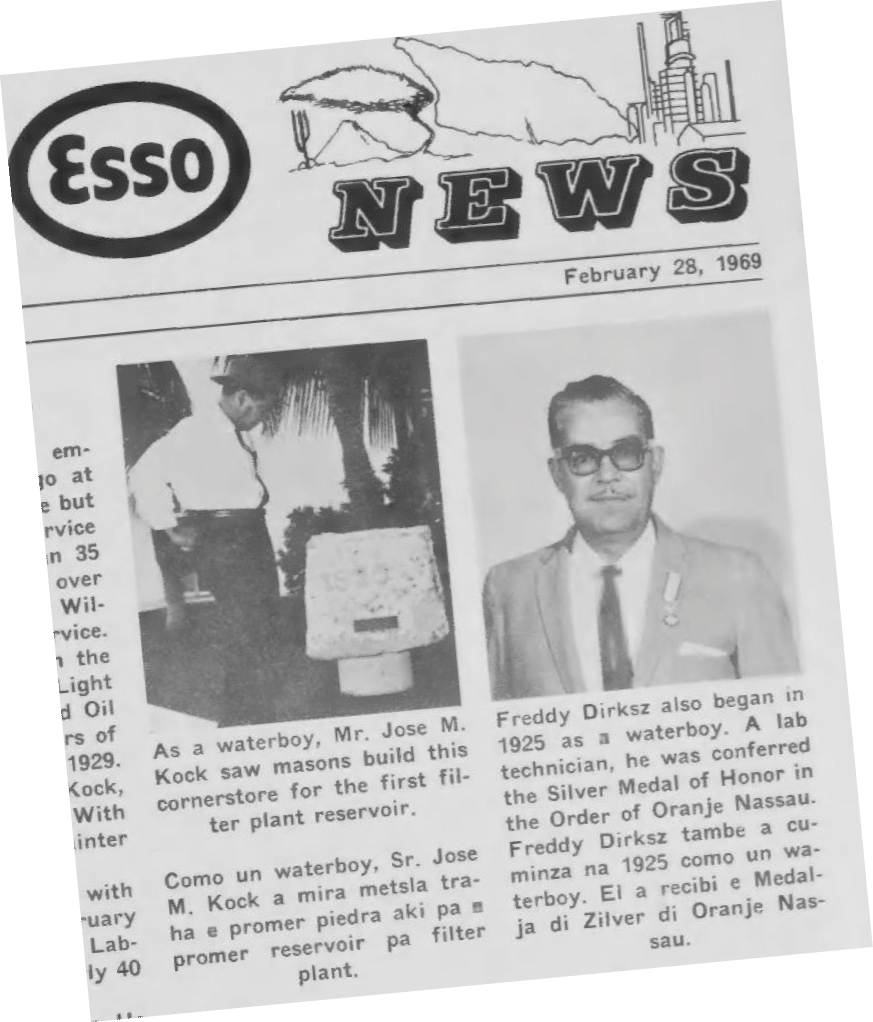 Esso
NEWS
February 28, 1969
em-
go at
e but
rvice
n 35
over
Wil-
rvice.
the
Light
d Oil
rs of
1929.
Kock,
With
inter
with
ruary
Lab-
ly 40
As a waterboy, Mr. Jose M.
Kock saw masons build this
cornerstore for the first fil-
ter plant reservoir.
Como un waterboy, Sr. Jose
M. Kock a mira metsla tra-
ha e promer piedra aki pa
promer reservoir pa filter
plant.
Freddy Dirksz also began in
1925 as a waterboy. A lab
technician, he was conferred
the Silver Medal of Honor in
the Order of Oranje Nassau.
Freddy Dirksz tambe a cu-
minza na 1925 como un wa-
terboy. El a recibi e Medal-
ja di Zilver di Oranje Nas-
sau.